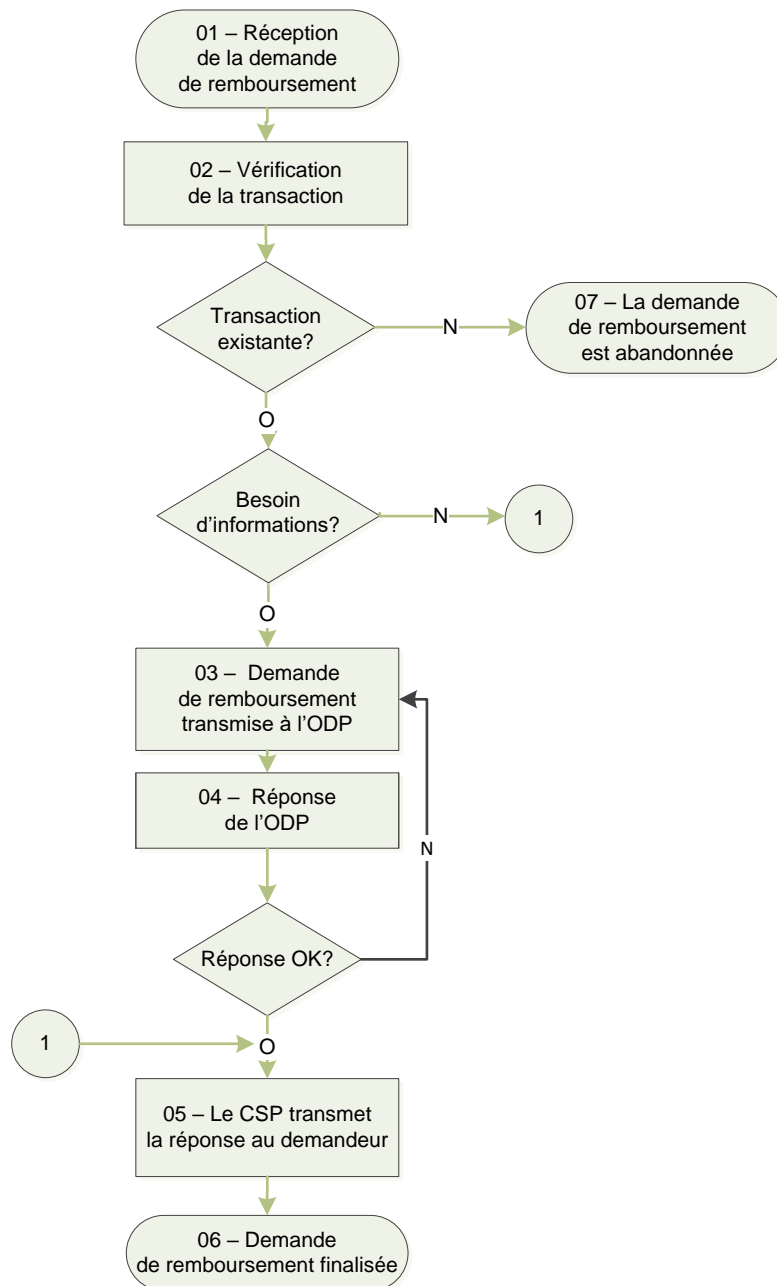 01 – Réception
de la demande
de remboursement
02 – Vérification
de la transaction
Transaction
existante?
N
07 – La demande
de remboursement
est abandonnée
O
Besoin
d’informations?
N
1
O
03 – Demande
de remboursement
transmise à l’ODP
04 – Réponse
de l’ODP
N
Réponse OK?
1
O
05 – Le CSP transmet
la réponse au demandeur
06 – Demande
de remboursement finalisée